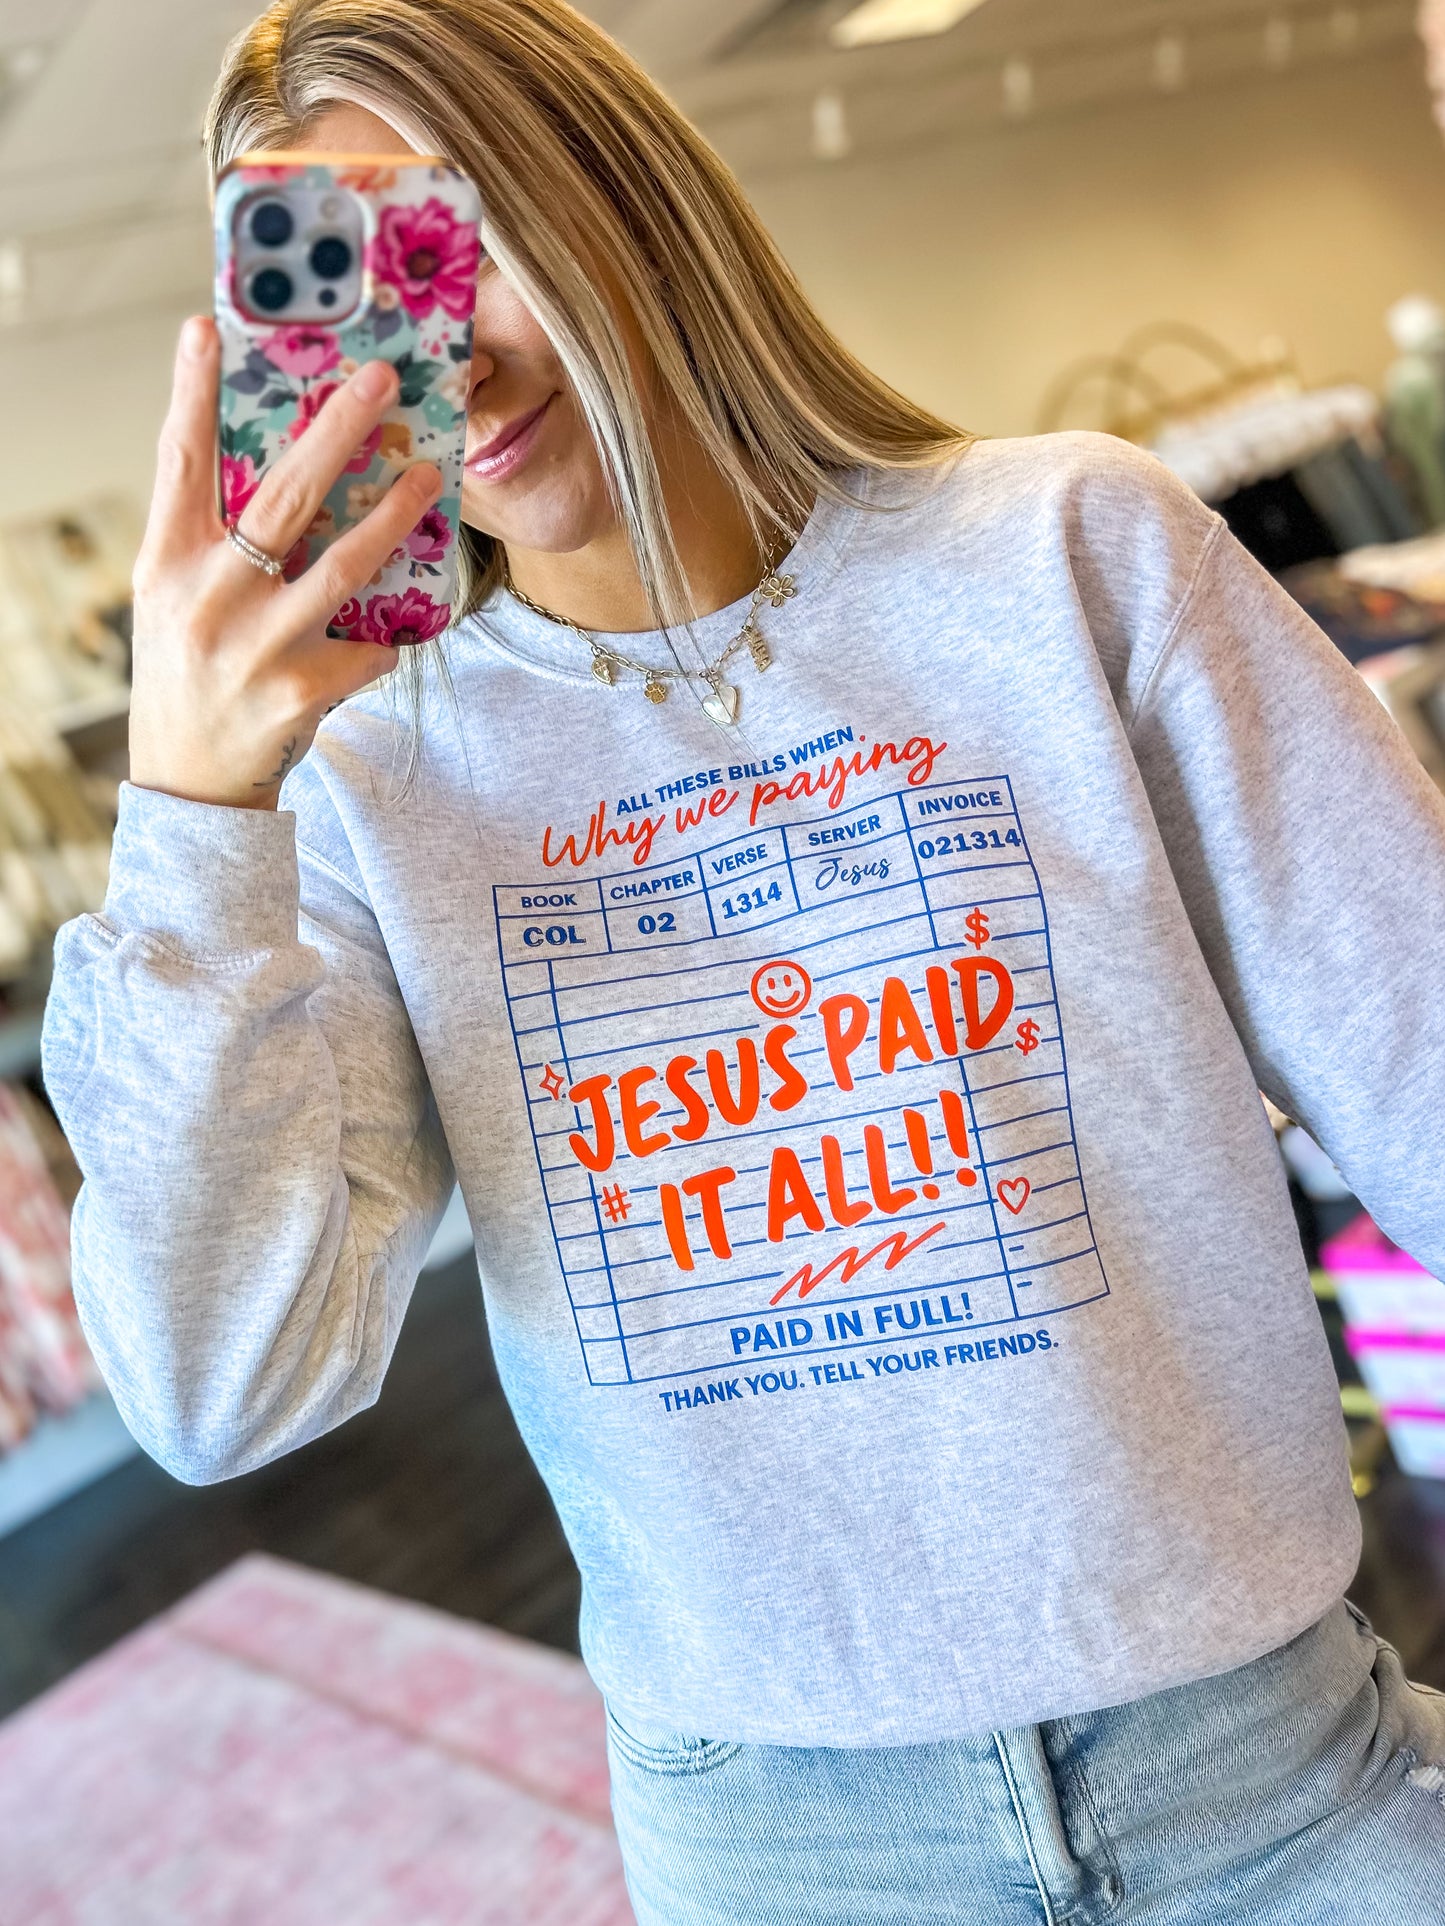 ALL THESE BILLS WHEN
Why we paying
BOOK CHAPTER VERSE SERVER INVOICE
COL 02 1314 Jesus 021314
$
JESUS PAID
$
IT ALL!!
#
PAID IN FULL!
THANK YOU. TELL YOUR FRIENDS.